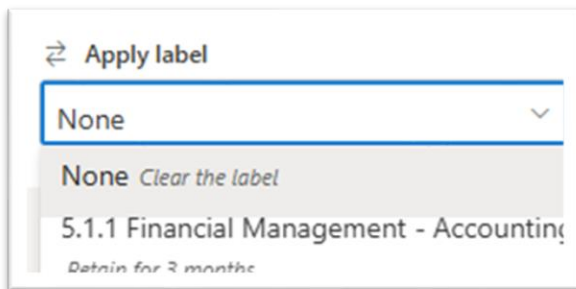 Apply label
None
None Clear the label
5.1.1 Financial Management - Accounting
Retain for 3 months